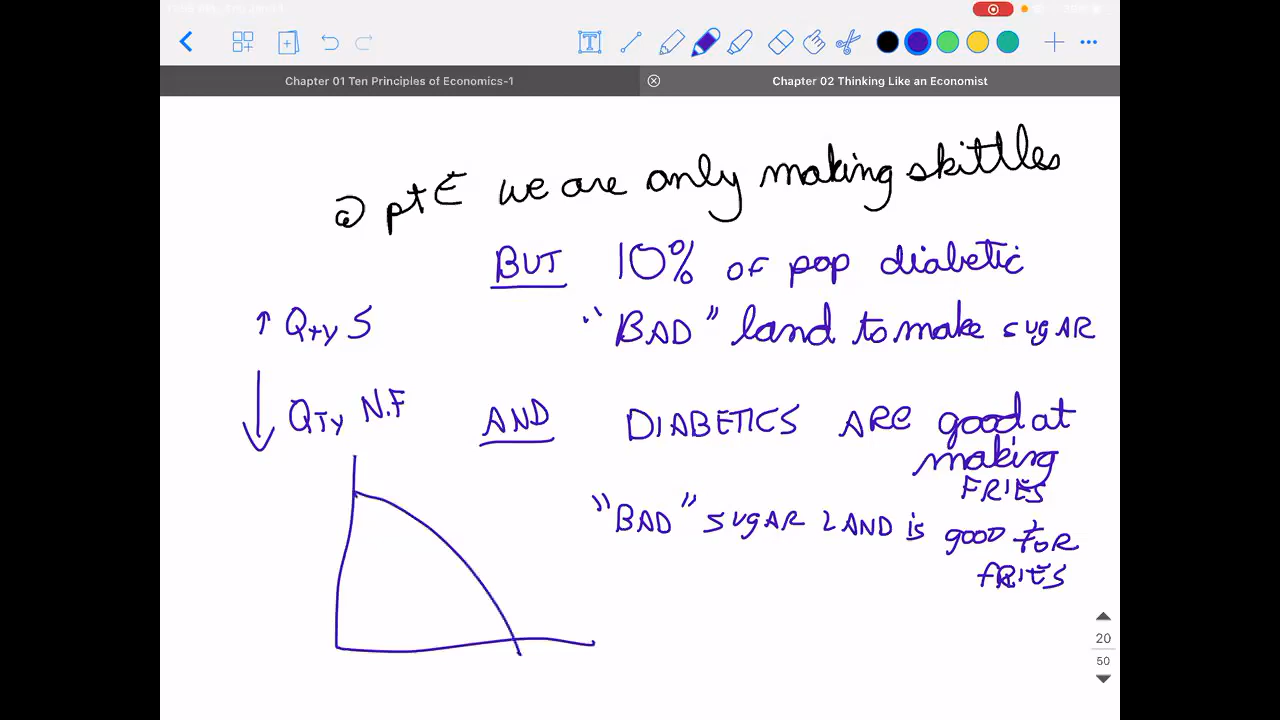 Chapter 01 Ten Principles of Economics-1
Chapter 02 Thinking Like an Economist
@ pt E we are only making skittles
BUT 10% of pop diabetic
↑ QTY S
"BAD" land to make SUGAR
↓ QTY N.F
AND DIABETICS ARE good at
making
FRIES
"BAD" SUGAR LAND is good FOR
FRIES
20
50